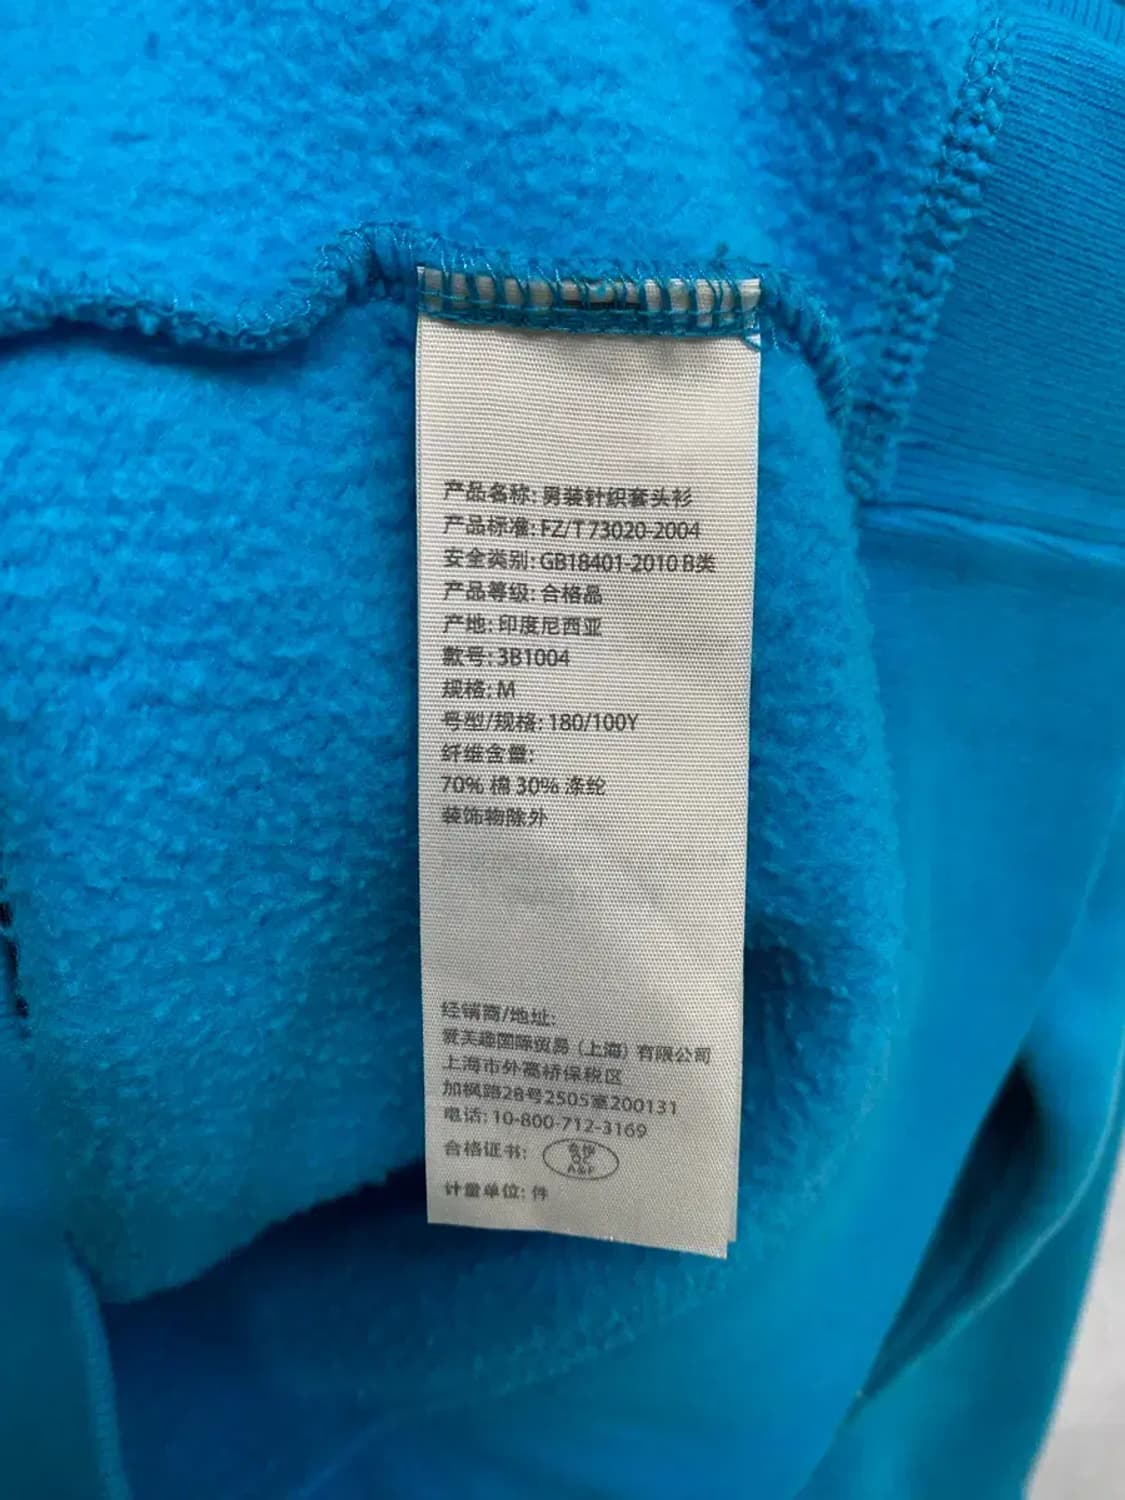 产品名称: 男装针织套头衫
产品标准: FZ/T 73020-2004
安全类别: GB18401-2010 B类
产品等级: 合格品
产地: 印度尼西亚
款号: 3B1004
规格: M
号型/规格: 180/100Y
纤维含量:
70% 棉 30% 涤纶
装饰物除外
经销商/地址:
爱芙趣国际贸易（上海）有限公司
上海市外高桥保税区
加枫路28号2505室200131
电话: 10-800-712-3169
合格证书:
合格
QC
A&F
计量单位: 件